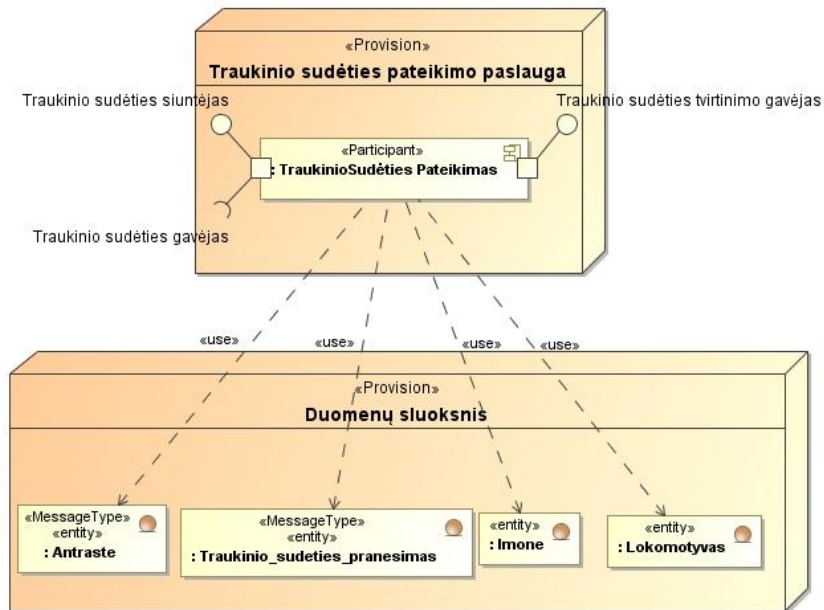 «Provision»
Traukinio sudėties pateikimo paslauga
Traukinio sudėties siuntėjas
Traukinio sudėties tvirtinimo gavėjas
«Participant»
: TraukinioSudėties Pateikimas
Traukinio sudėties gavėjas
«use»
«use»
«use»
«use»
«Provision»
Duomenų sluoksnis
«MessageType»
«entity»
: Antraste
«MessageType»
«entity»
: Traukinio_sudeties_pranesimas
«entity»
: Imone
«entity»
: Lokomotyvas